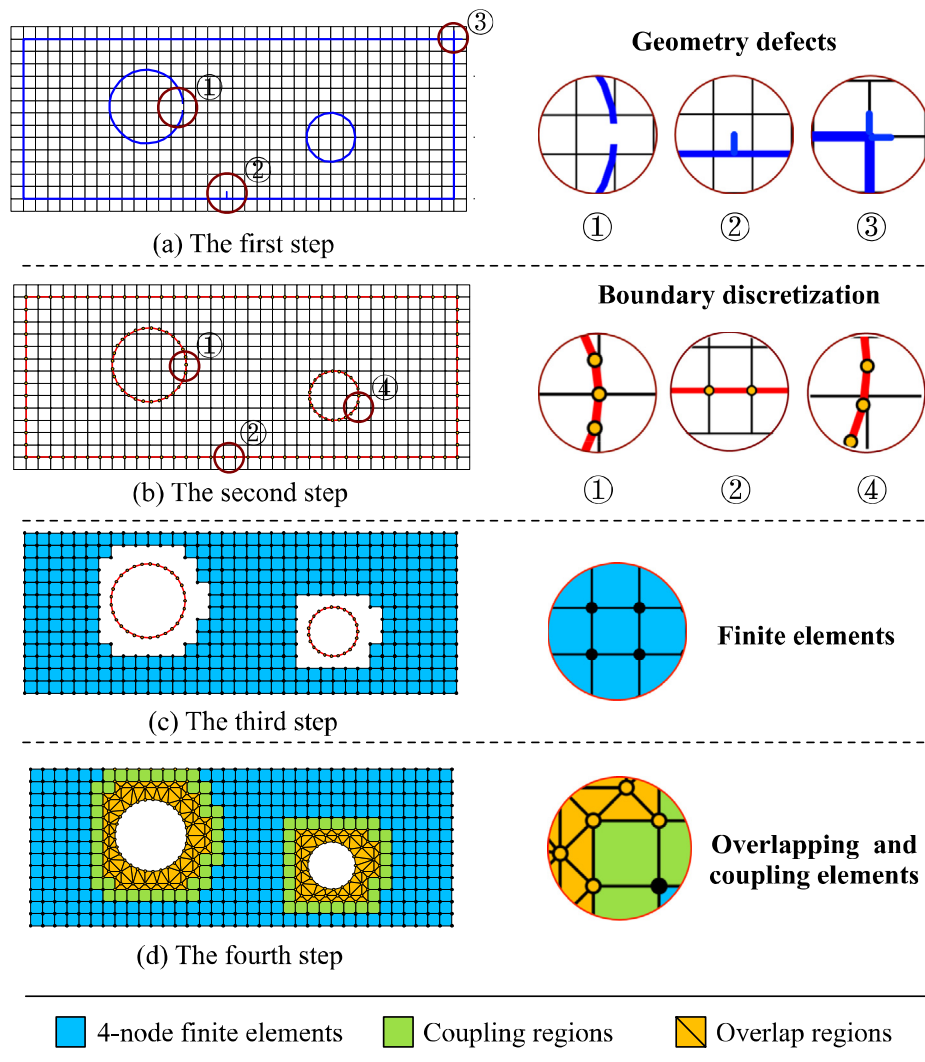 ③
Geometry defects
①
②
① ② ③
(a) The first step
Boundary discretization
①
④
②
① ② ④
(b) The second step
Finite elements
(c) The third step
Overlapping and
coupling elements
(d) The fourth step
4-node finite elements Coupling regions Overlap regions